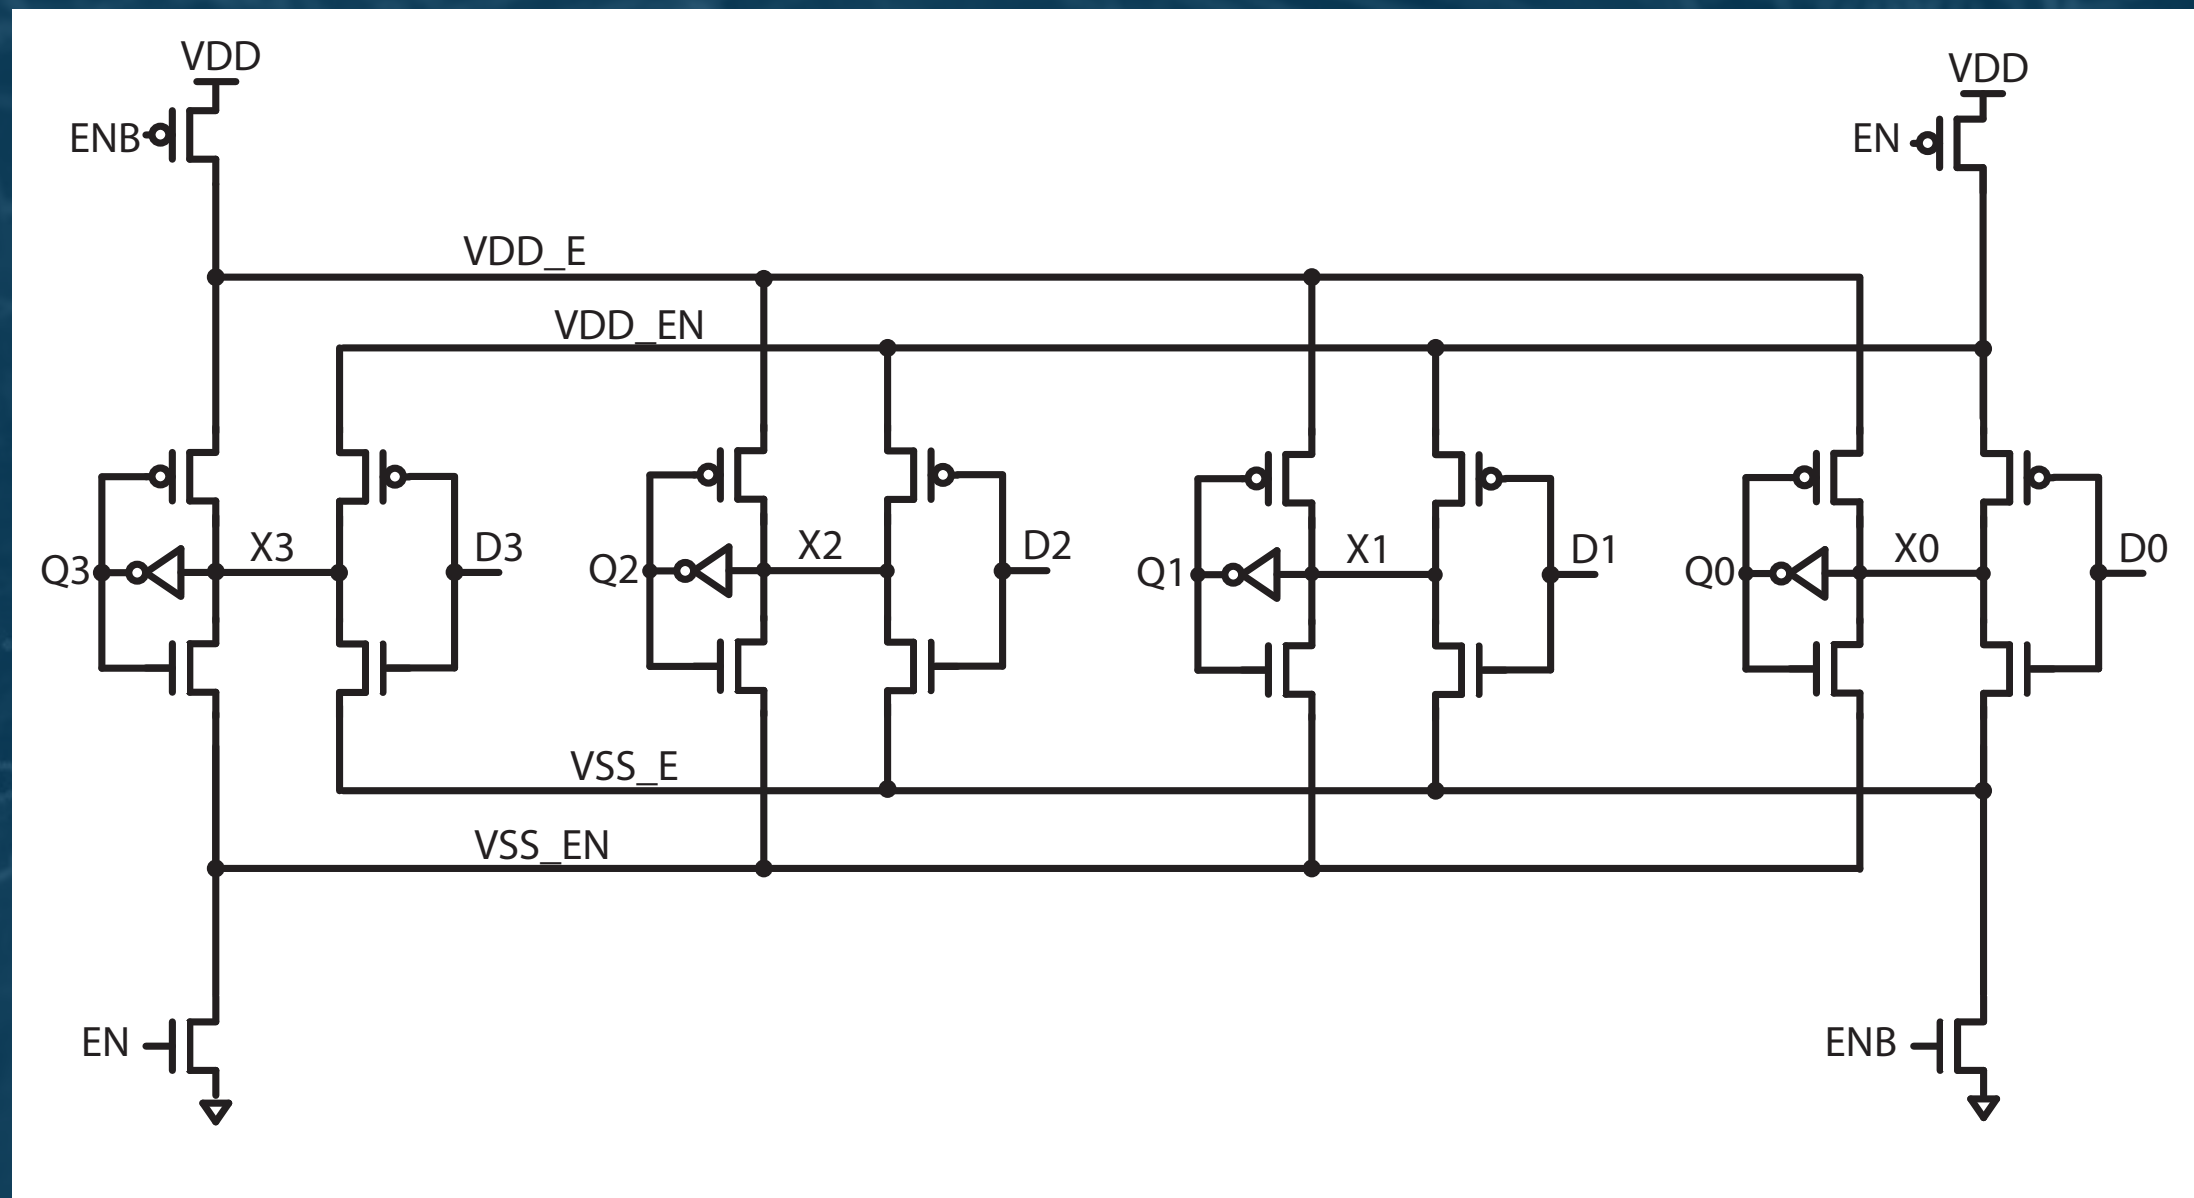 VDD
VDD
ENB
EN
VDD_E
VDD_EN
X3
D3
X2
D2
X1
D1
X0
D0
Q3
Q2
Q1
Q0
VSS_E
VSS_EN
EN
ENB